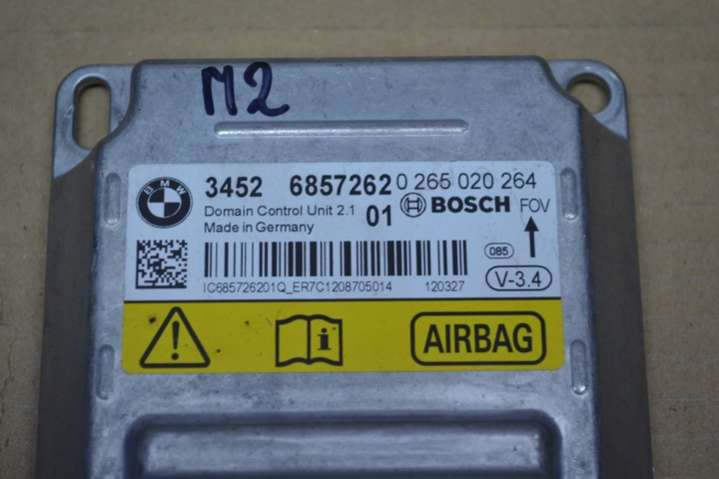 M2
BMW
3452 6857262 0 265 020 264
Domain Control Unit 2.1 01 BOSCH FOV
Made in Germany
085
V-3.4
IC685726201Q_ER7C1208705014 120327
i AIRBAG